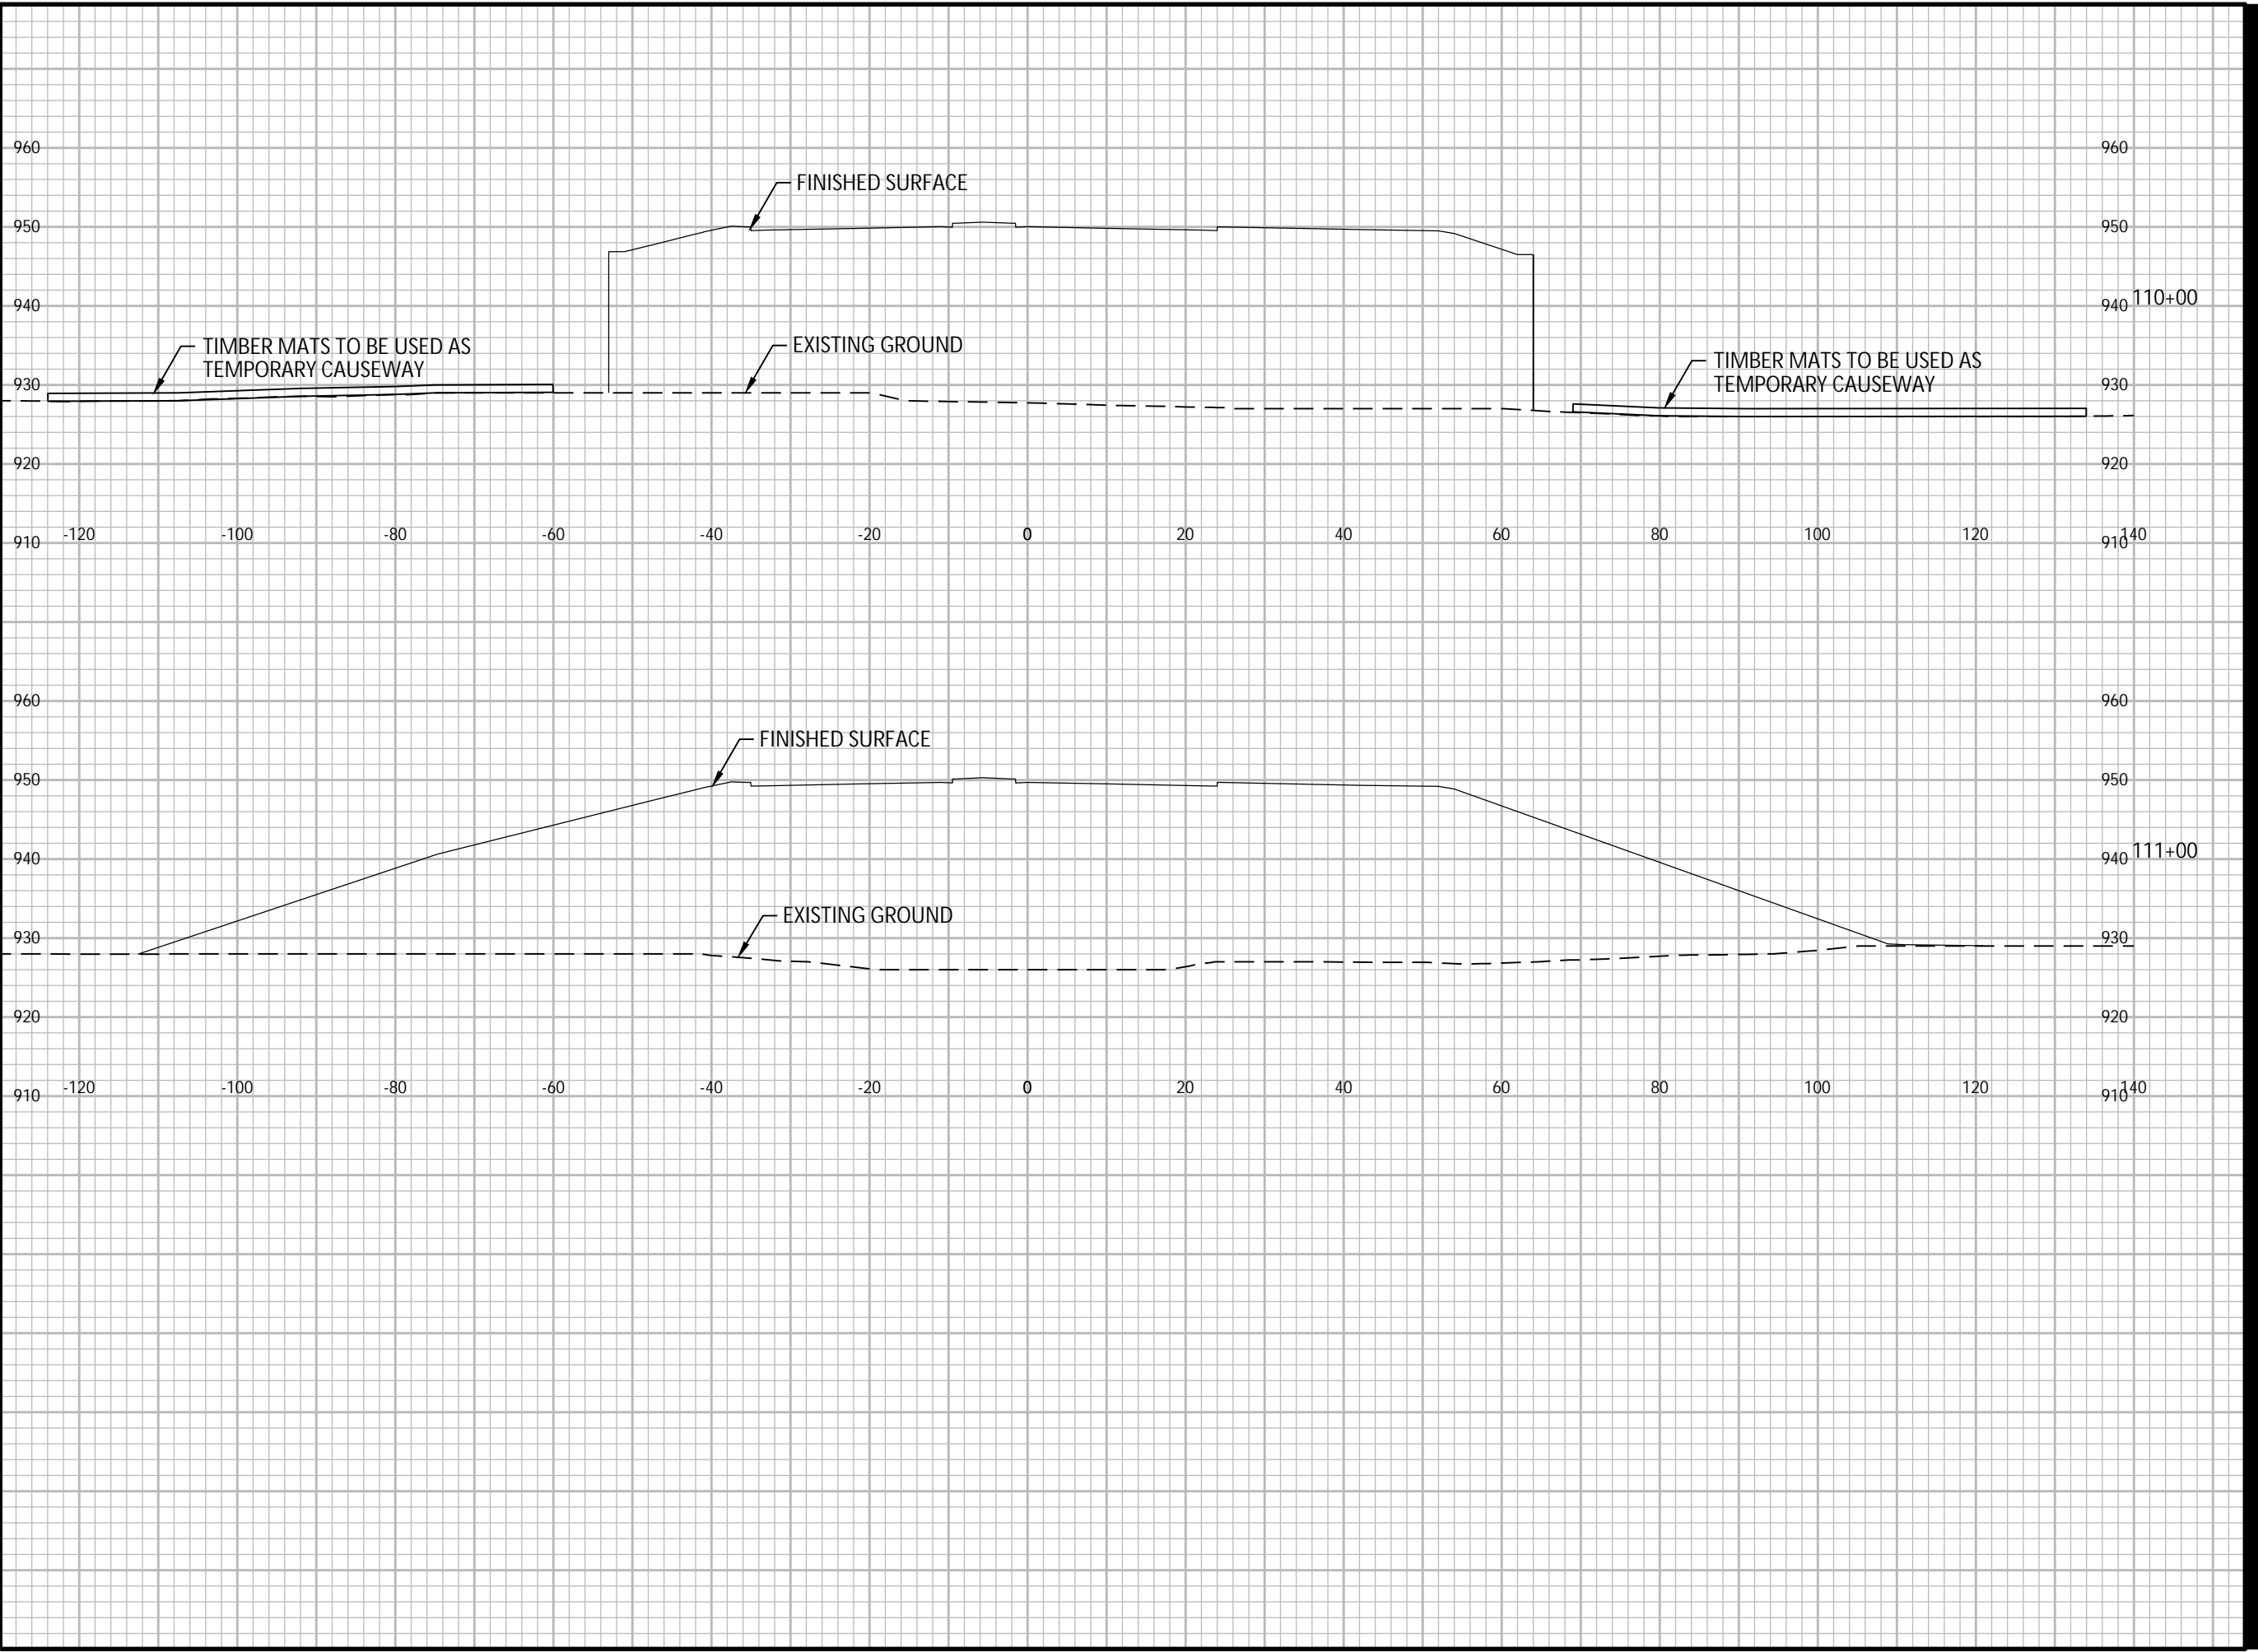 960 960
FINISHED SURFACE
950 950
940 940 110+00
TIMBER MATS TO BE USED AS
TEMPORARY CAUSEWAY
EXISTING GROUND
TIMBER MATS TO BE USED AS
TEMPORARY CAUSEWAY
930 930
920 920
-120 -100 -80 -60 -40 -20 0 20 40 60 80 100 120 140
910 910
960 960
FINISHED SURFACE
950 950
940 940 111+00
EXISTING GROUND
930 930
920 920
-120 -100 -80 -60 -40 -20 0 20 40 60 80 100 120 140
910 910